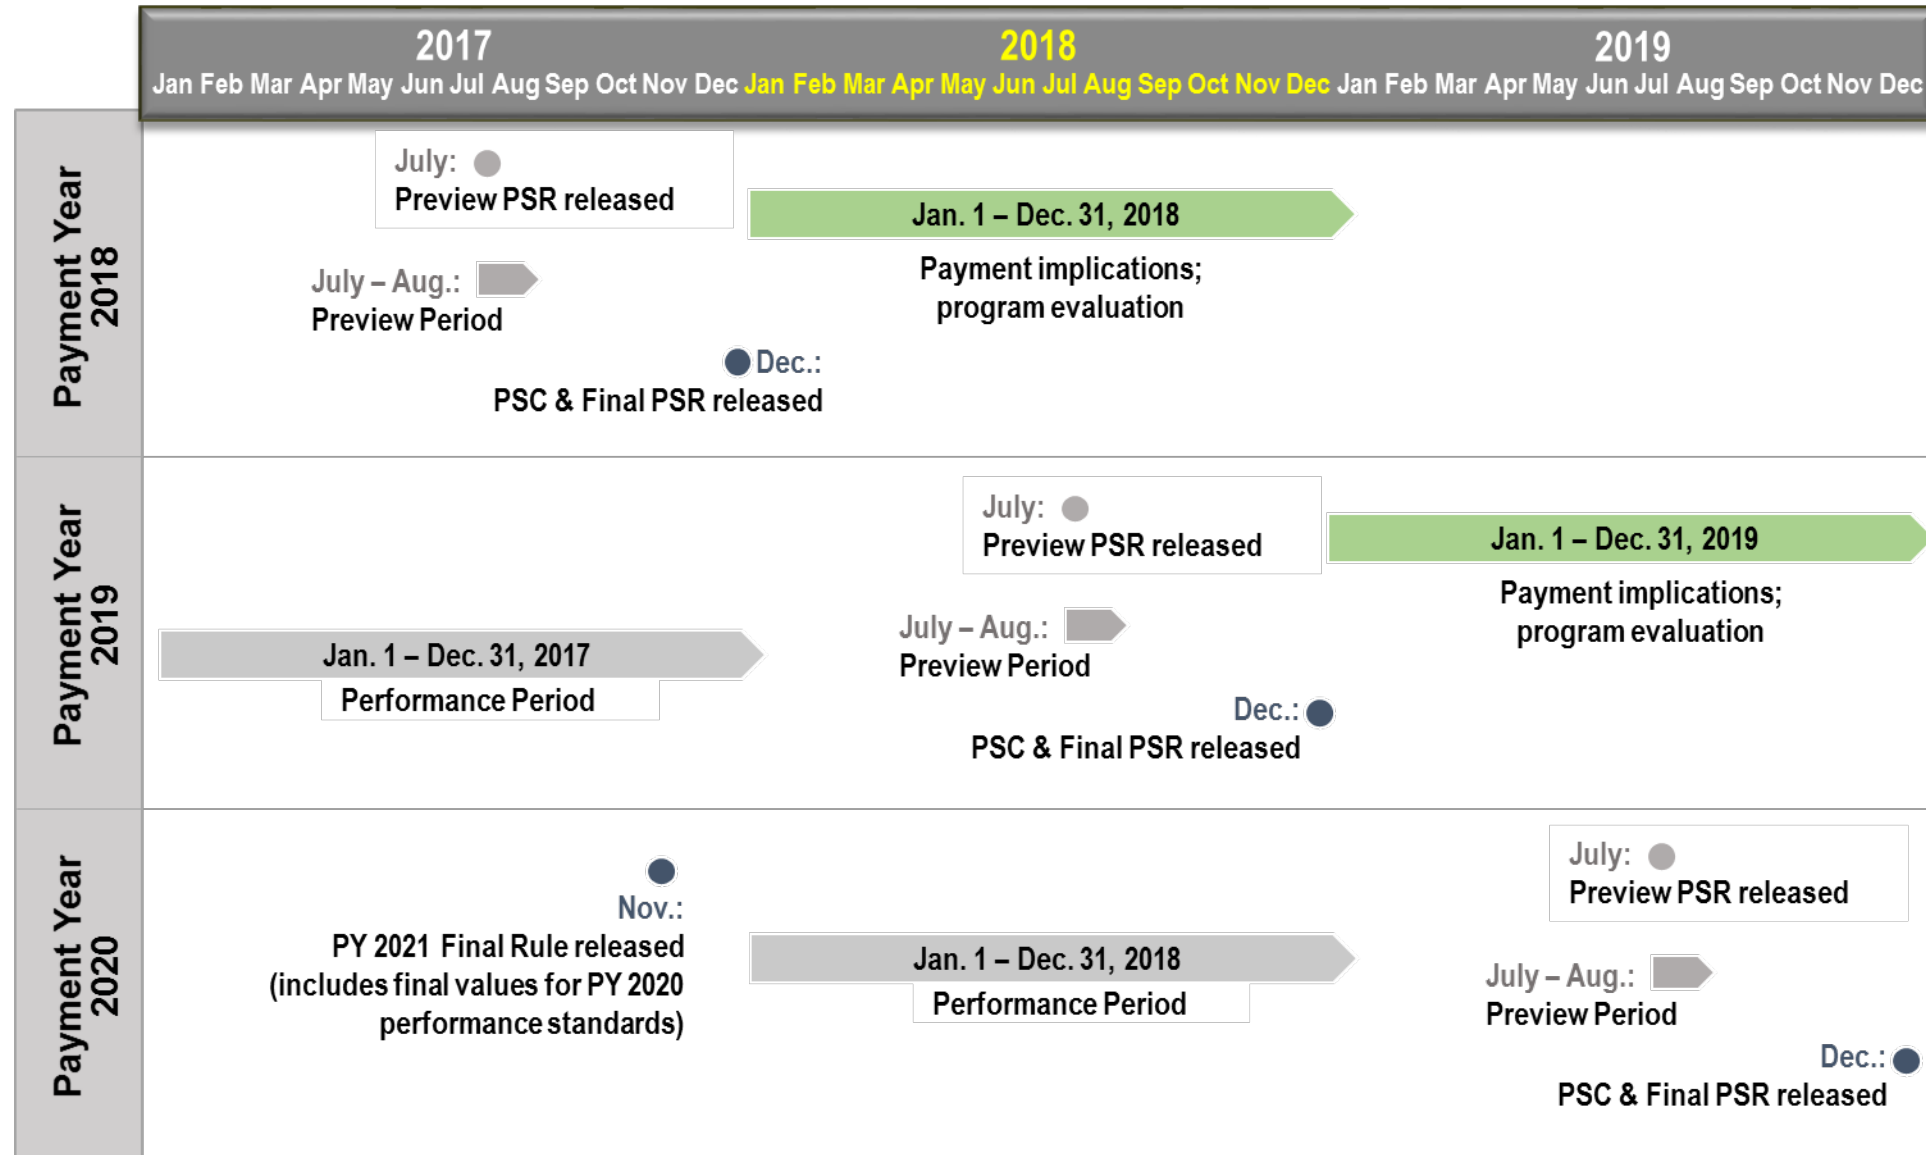 2017
2018
2019
Jan Feb Mar Apr May Jun Jul Aug Sep Oct Nov Dec Jan Feb Mar Apr May Jun Jul Aug Sep Oct Nov Dec Jan Feb Mar Apr May Jun Jul Aug Sep Oct Nov Dec
Payment Year
2018
July:
Preview PSR released
July – Aug.:
Preview Period
Dec.:
PSC & Final PSR released
Jan. 1 – Dec. 31, 2018
Payment implications;
program evaluation
Payment Year
2019
Jan. 1 – Dec. 31, 2017
Performance Period
July:
Preview PSR released
July – Aug.:
Preview Period
Dec.:
PSC & Final PSR released
Jan. 1 – Dec. 31, 2019
Payment implications;
program evaluation
Payment Year
2020
Nov.:
PY 2021 Final Rule released
(includes final values for PY 2020
performance standards)
Jan. 1 – Dec. 31, 2018
Performance Period
July:
Preview PSR released
July – Aug.:
Preview Period
Dec.:
PSC & Final PSR released